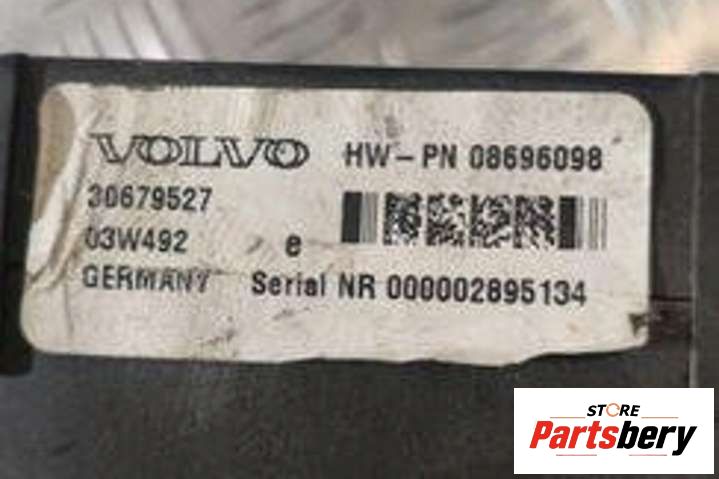 VOLVO HW-PN 08696098
30679527
03W492 e
GERMANY Serial NR 000002895134
STORE
Partsbery